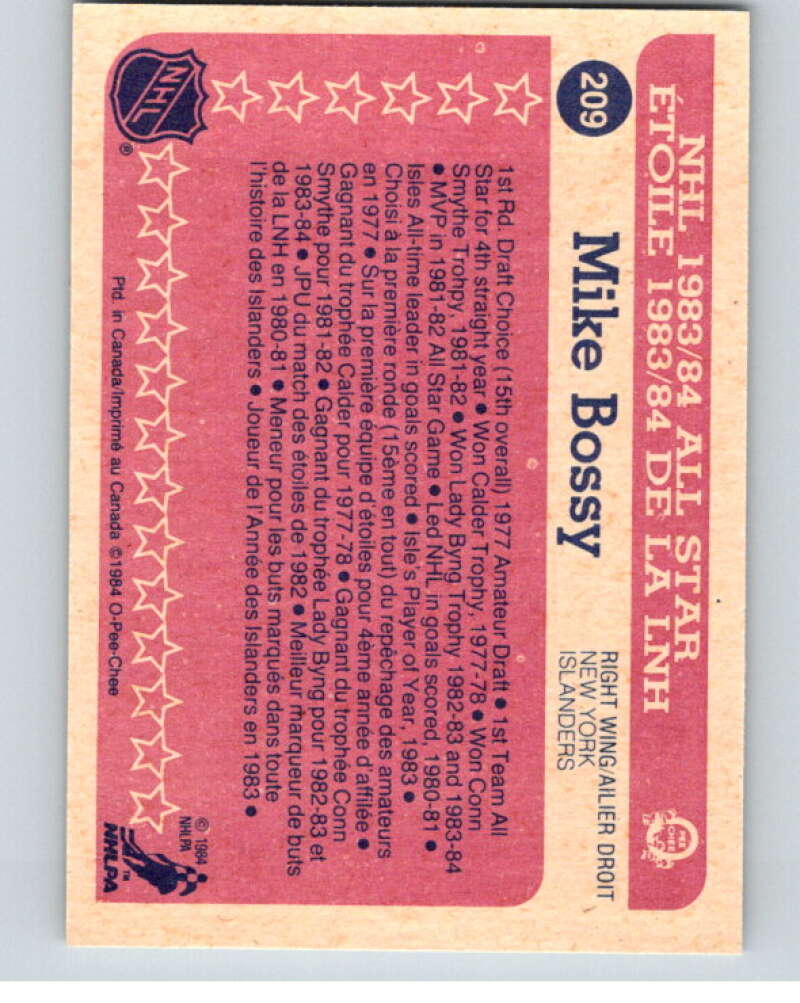 NHL 1983/84 ALL STAR
ÉTOILE 1983/84 DE LA LNH
O PEE CHEE
209
Mike Bossy
RIGHT WING/AILIER DROIT
NEW YORK
ISLANDERS
1st Rd. Draft Choice (15th overall) 1977 Amateur Draft • 1st Team All
Star for 4th straight year • Won Calder Trophy, 1977-78 • Won Conn
Smythe Trohpy, 1981-82 • Won Lady Byng Trophy 1982-83 and 1983-84
• MVP in 1981-82 All Star Game • Led NHL in goals scored, 1980-81 •
Isles All-time leader in goals scored • Isle's Player of Year, 1983 •
Choisi à la première ronde (15ème en tout) du repêchage des amateurs
en 1977 • Sur la première équipe d'étoiles pour 4ème année d'affilée •
Gagnant du trophée Calder pour 1977-78 • Gagnant du trophée Conn
Smythe pour 1981-82 • Gagnant du trophée Lady Byng pour 1982-83 et
1983-84 • JPU du match des étoiles de 1982 • Meilleur marqueur de buts
de la LNH en 1980-81 • Meneur pour les buts marqués dans toute
l'histoire des Islanders • Joueur de l'Année des Islanders en 1983 •
NHL
®
© 1984
NHLPA
NHLPA
™
Ptd. in Canada/Imprimé au Canada ©1984 O-Pee-Chee